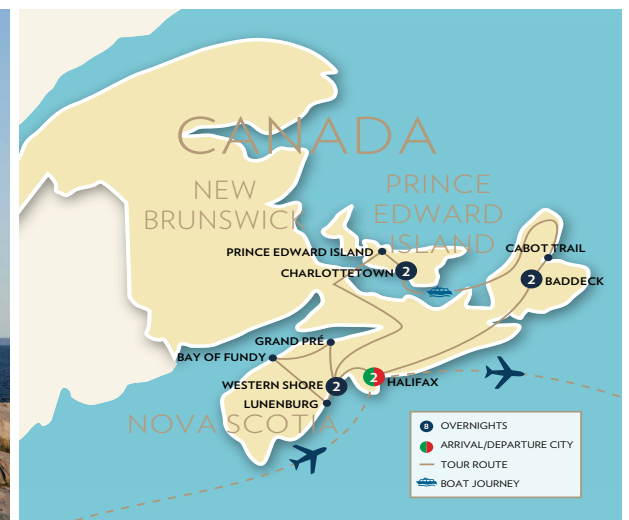 CANADA
NEW
BRUNSWICK
PRINCE
EDWARD
ISLAND
PRINCE EDWARD ISLAND
CABOT TRAIL
CHARLOTTETOWN 2
2 BADDECK
GRAND PRÉ
BAY OF FUNDY
WESTERN SHORE 2
2 HALIFAX
LUNENBURG
NOVA SCOTIA
8 OVERNIGHTS
ARRIVAL/DEPARTURE CITY
TOUR ROUTE
BOAT JOURNEY